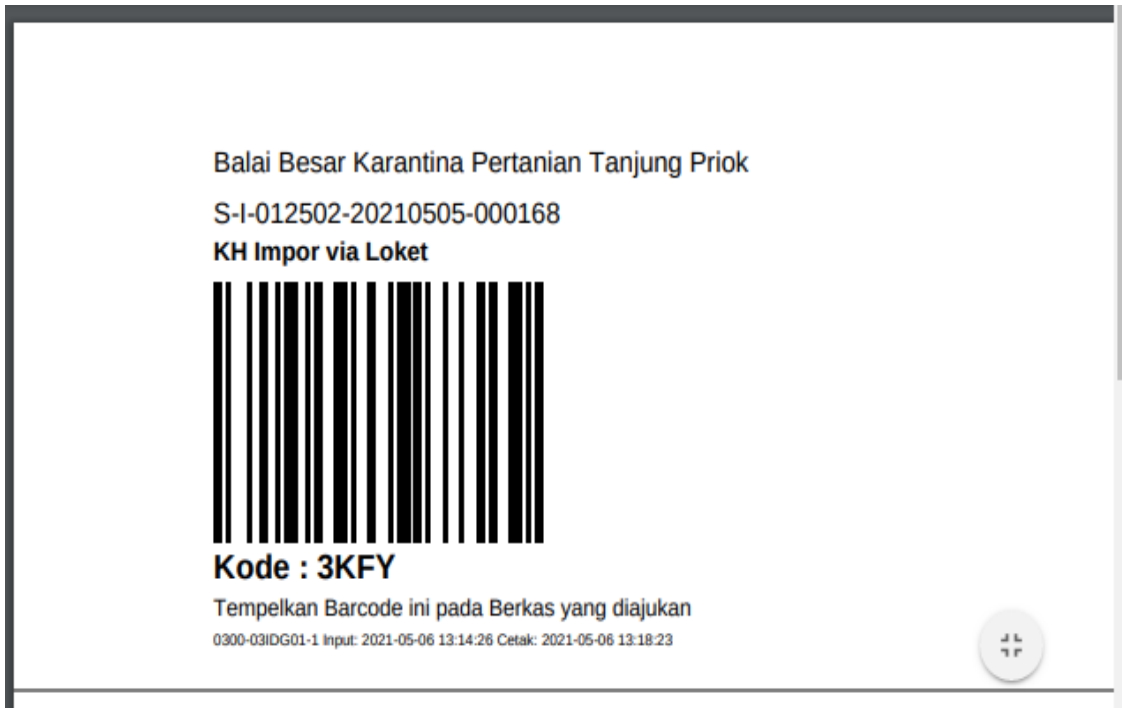 Balai Besar Karantina Pertanian Tanjung Priok
S-I-012502-20210505-000168
KH Impor via Loket
Kode : 3KFY
Tempelkan Barcode ini pada Berkas yang diajukan
0300-03IDG01-1 Input: 2021-05-06 13:14:26 Cetak: 2021-05-06 13:18:23